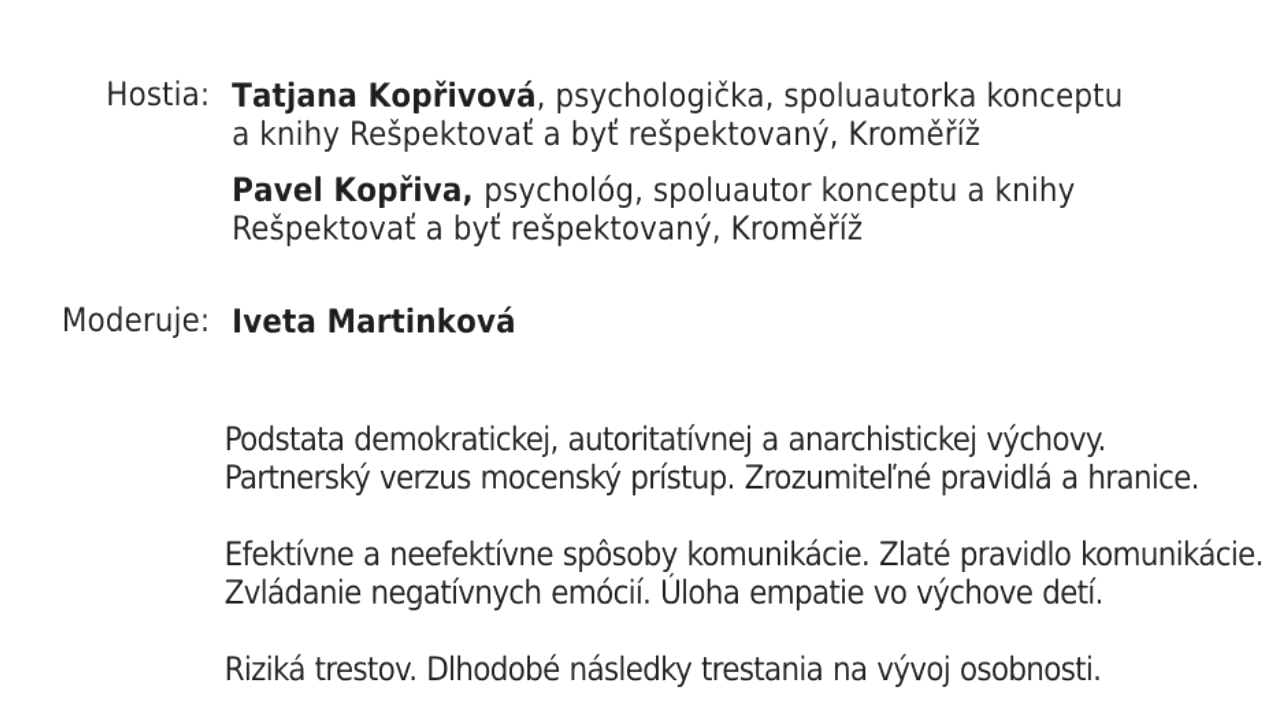 Hostia: Tatjana Kopřivová, psychologička, spoluautorka konceptu
a knihy Rešpektovať a byť rešpektovaný, Kroměříž
Pavel Kopřiva, psychológ, spoluautor konceptu a knihy
Rešpektovať a byť rešpektovaný, Kroměříž
Moderuje: Iveta Martinková
Podstata demokratickej, autoritatívnej a anarchistickej výchovy.
Partnerský verzus mocenský prístup. Zrozumiteľné pravidlá a hranice.
Efektívne a neefektívne spôsoby komunikácie. Zlaté pravidlo komunikácie.
Zvládanie negatívnych emócií. Úloha empatie vo výchove detí.
Riziká trestov. Dlhodobé následky trestania na vývoj osobnosti.